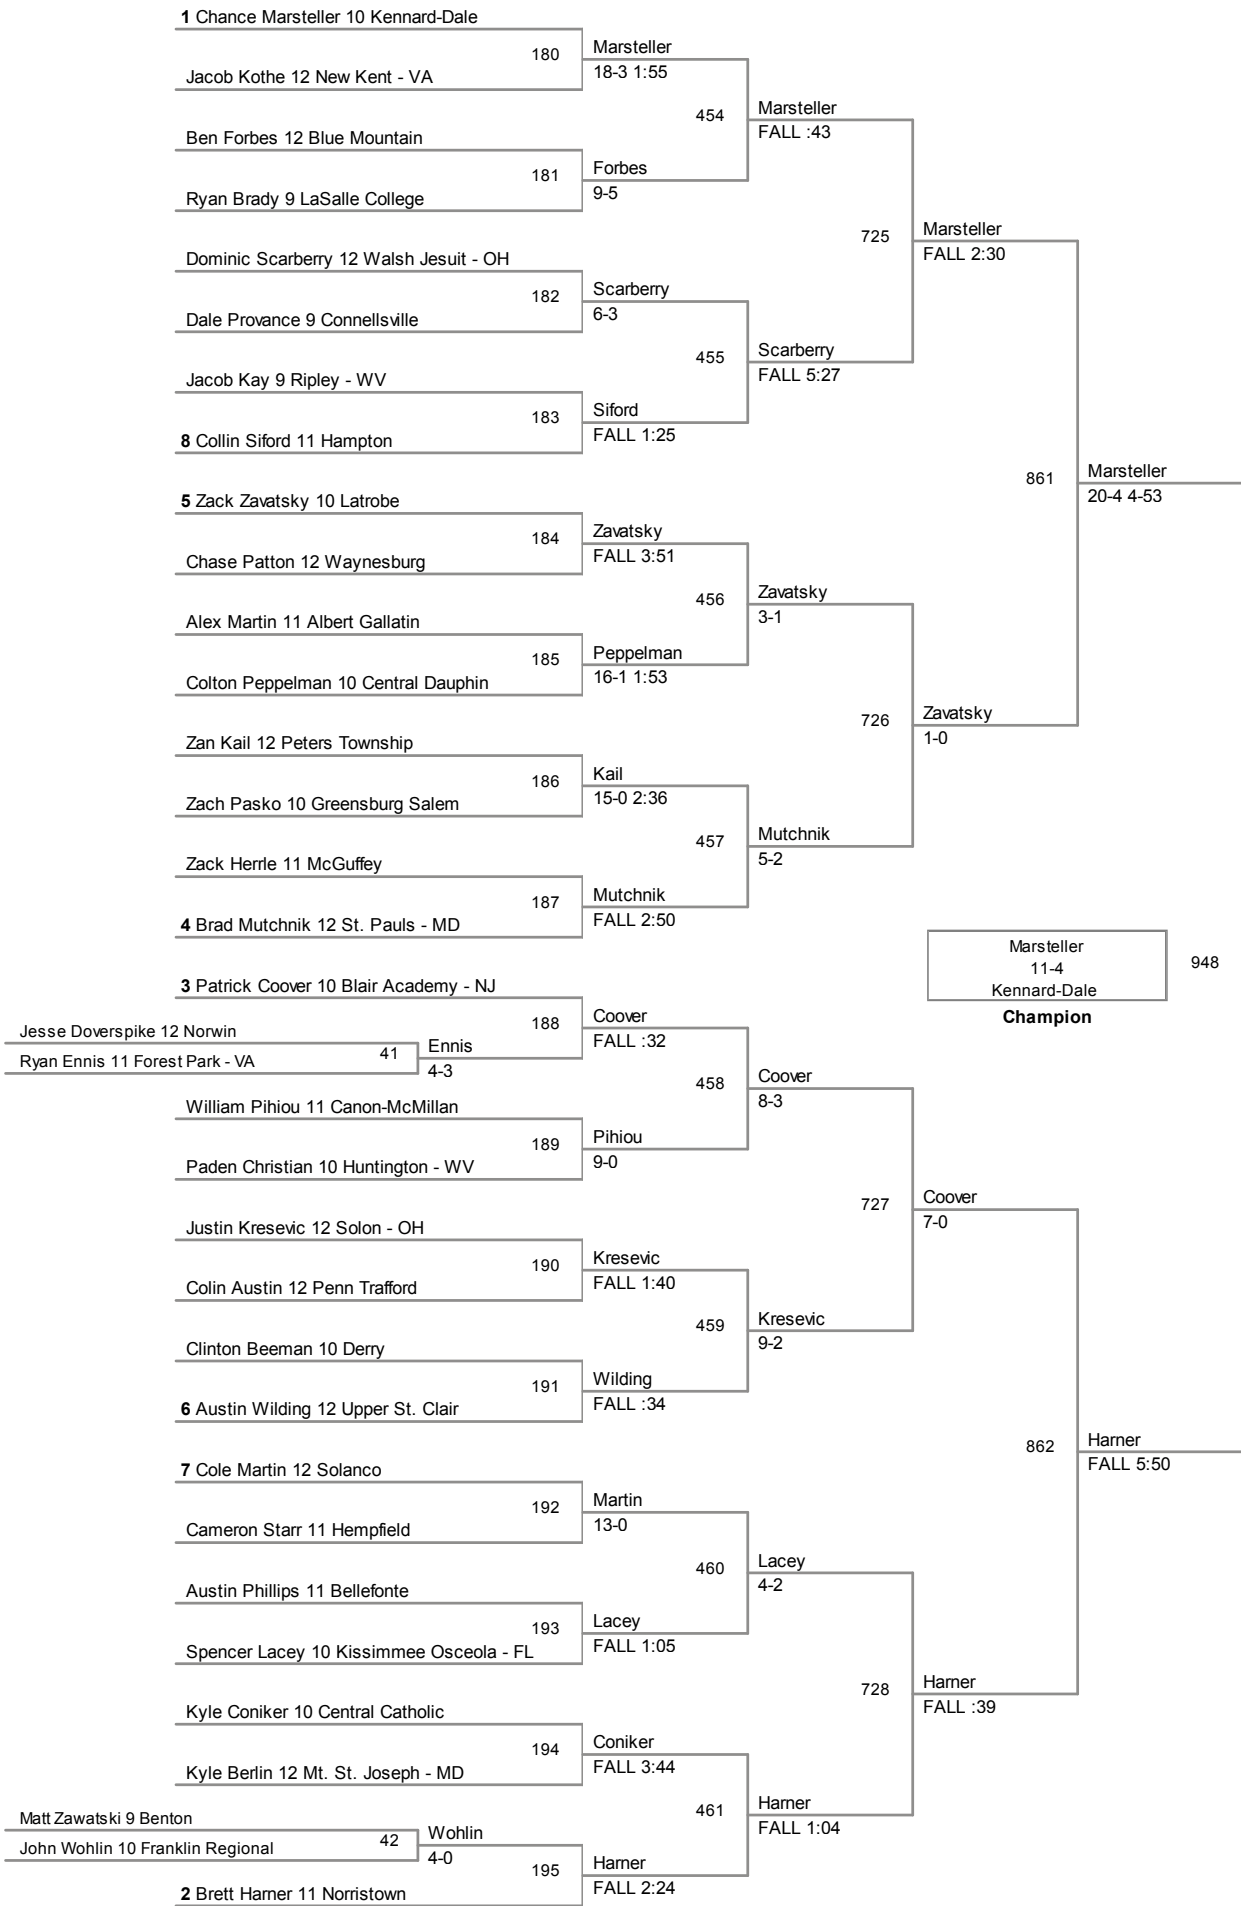 1 Chance Marsteller 10 Kennard-Dale
180
Marsteller
Jacob Kothe 12 New Kent - VA
18-3 1:55
454
Marsteller
FALL :43
Ben Forbes 12 Blue Mountain
181
Forbes
Ryan Brady 9 LaSalle College
9-5
725
Marsteller
FALL 2:30
Dominic Scarberry 12 Walsh Jesuit - OH
182
Scarberry
Dale Provance 9 Connellsville
6-3
455
Scarberry
FALL 5:27
Jacob Kay 9 Ripley - WV
183
Siford
8 Collin Siford 11 Hampton
FALL 1:25
861
Marsteller
20-4 4-53
5 Zack Zavatsky 10 Latrobe
184
Zavatsky
Chase Patton 12 Waynesburg
FALL 3:51
456
Zavatsky
3-1
Alex Martin 11 Albert Gallatin
185
Peppelman
Colton Peppelman 10 Central Dauphin
16-1 1:53
726
Zavatsky
1-0
Zan Kail 12 Peters Township
186
Kail
Zach Pasko 10 Greensburg Salem
15-0 2:36
457
Mutchnik
5-2
Zack Herrle 11 McGuffey
187
Mutchnik
4 Brad Mutchnik 12 St. Pauls - MD
FALL 2:50
Marsteller
11-4
Kennard-Dale
948
Champion
3 Patrick Coover 10 Blair Academy - NJ
188
Coover
FALL :32
Jesse Doverspike 12 Norwin
41
Ennis
Ryan Ennis 11 Forest Park - VA
4-3
458
Coover
8-3
William Pihiou 11 Canon-McMillan
189
Pihiou
Paden Christian 10 Huntington - WV
9-0
727
Coover
7-0
Justin Kresevic 12 Solon - OH
190
Kresevic
Colin Austin 12 Penn Trafford
FALL 1:40
459
Kresevic
9-2
Clinton Beeman 10 Derry
191
Wilding
6 Austin Wilding 12 Upper St. Clair
FALL :34
862
Harner
FALL 5:50
7 Cole Martin 12 Solanco
192
Martin
Cameron Starr 11 Hempfield
13-0
460
Lacey
4-2
Austin Phillips 11 Bellefonte
193
Lacey
Spencer Lacey 10 Kissimmee Osceola - FL
FALL 1:05
728
Harner
FALL :39
Kyle Coniker 10 Central Catholic
194
Coniker
Kyle Berlin 12 Mt. St. Joseph - MD
FALL 3:44
461
Harner
FALL 1:04
Matt Zawatski 9 Benton
42
Wohlin
John Wohlin 10 Franklin Regional
4-0
195
Harner
2 Brett Harner 11 Norristown
FALL 2:24